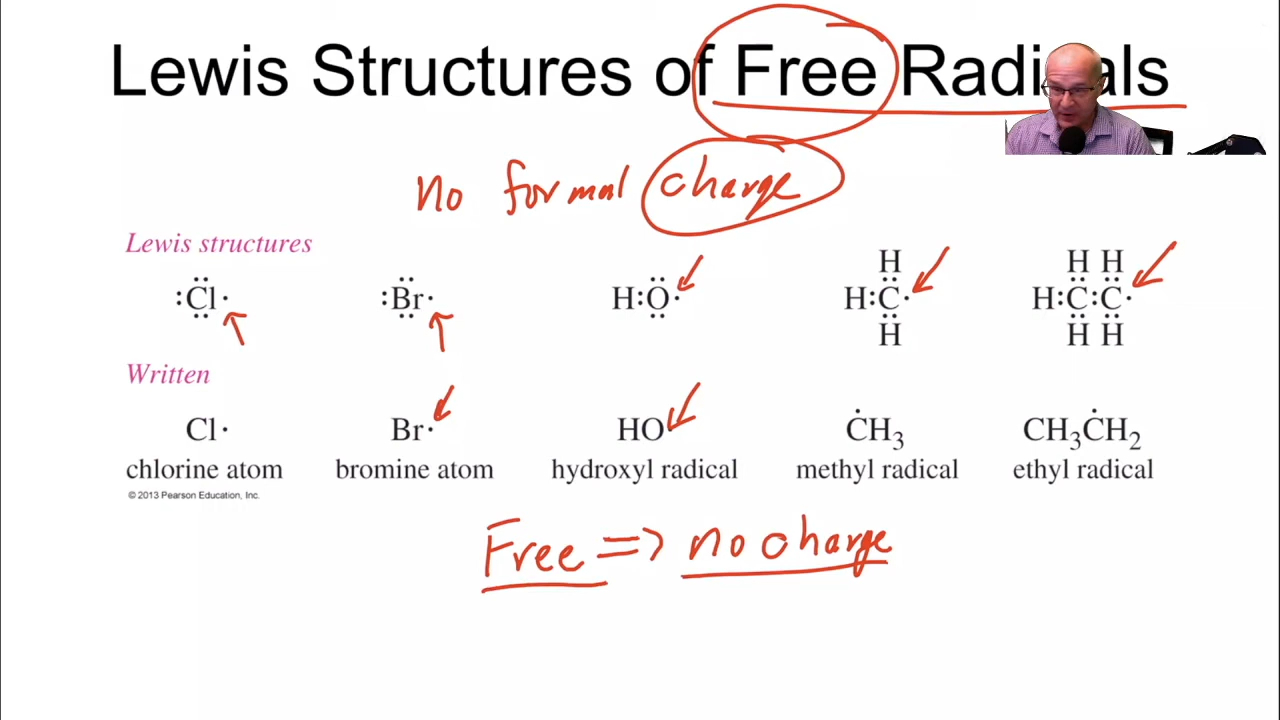 Lewis Structures of Free Radicals
no formal charge
Lewis structures
:Cl· :Br· H:O· H:C· H:C:C·
H H H
H H H
Written
Cl· Br· HO· ĊH₃ CH₃ĊH₂
chlorine atom bromine atom hydroxyl radical methyl radical ethyl radical
© 2013 Pearson Education, Inc.
Free => no charge